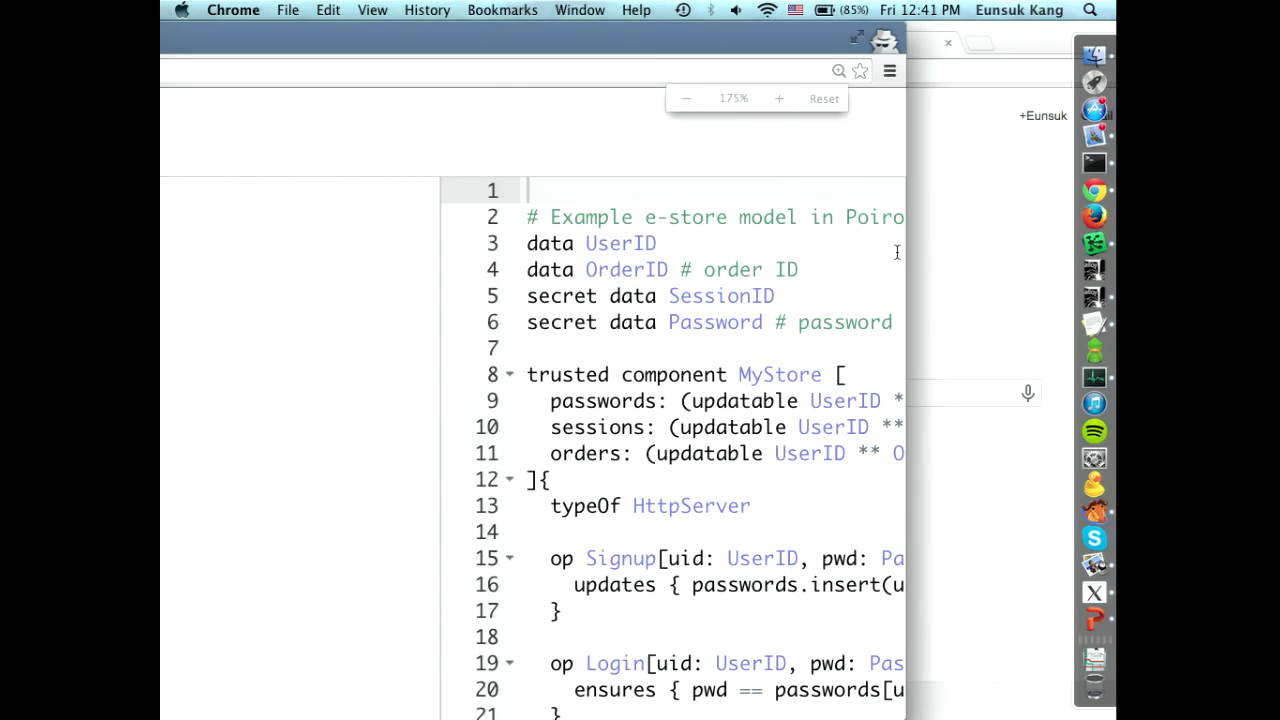 Chrome File Edit View History Bookmarks Window Help (85%) Fri 12:41 PM Eunsuk Kang
− 175% + Reset
+Eunsuk
1
2 # Example e-store model in Poiro
3 data UserID
4 data OrderID # order ID
5 secret data SessionID
6 secret data Password # password
7
8 trusted component MyStore [
9 passwords: (updatable UserID *
10 sessions: (updatable UserID **
11 orders: (updatable UserID ** O
12 ]{
13 typeOf HttpServer
14
15 op Signup[uid: UserID, pwd: Pa
16 updates { passwords.insert(u
17 }
18
19 op Login[uid: UserID, pwd: Pas
20 ensures { pwd == passwords[u
21 }